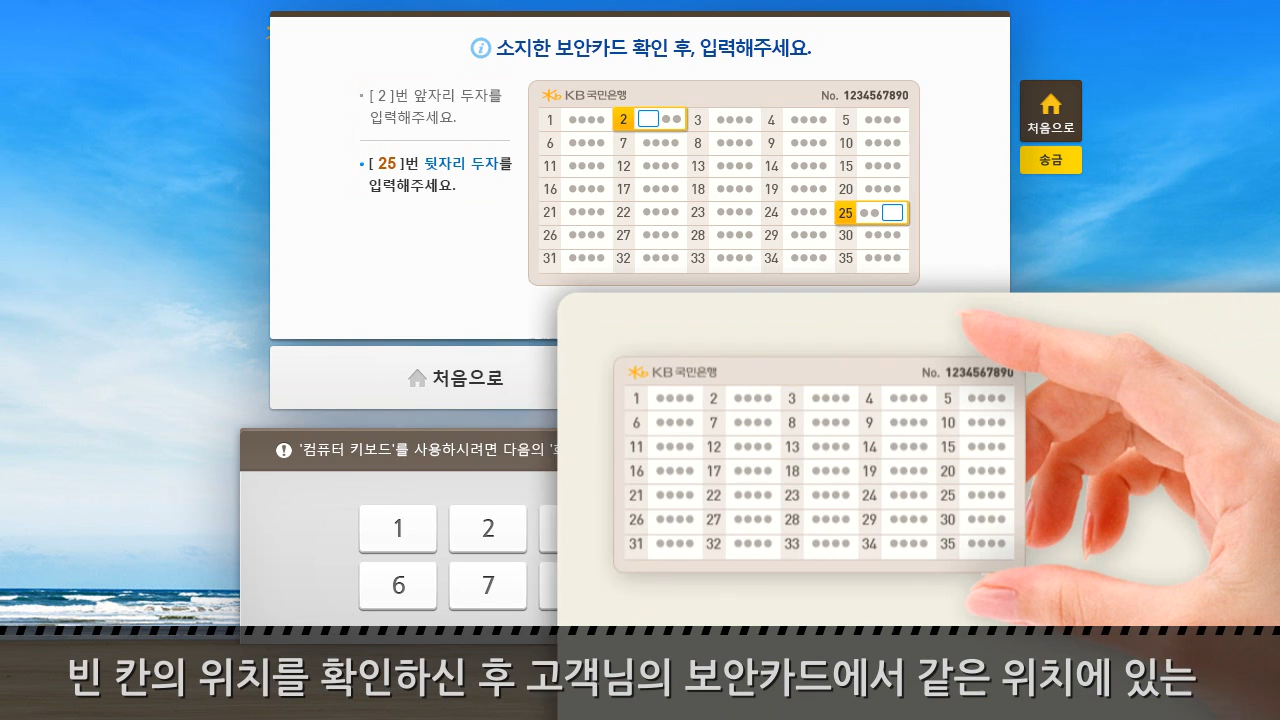 소지한 보안카드 확인 후, 입력해주세요.
[ 2 ]번 앞자리 두자를
입력해주세요.
[ 25 ]번 뒷자리 두자를
입력해주세요.
KB국민은행 No. 1234567890
1 2 3 4 5
6 7 8 9 10
11 12 13 14 15
16 17 18 19 20
21 22 23 24 25
26 27 28 29 30
31 32 33 34 35
처음으로
송금
처음으로
KB국민은행 No. 1234567890
1 2 3 4 5
6 7 8 9 10
11 12 13 14 15
16 17 18 19 20
21 22 23 24 25
26 27 28 29 30
31 32 33 34 35
'컴퓨터 키보드'를 사용하시려면 다음의
1 2
6 7
빈 칸의 위치를 확인하신 후 고객님의 보안카드에서 같은 위치에 있는